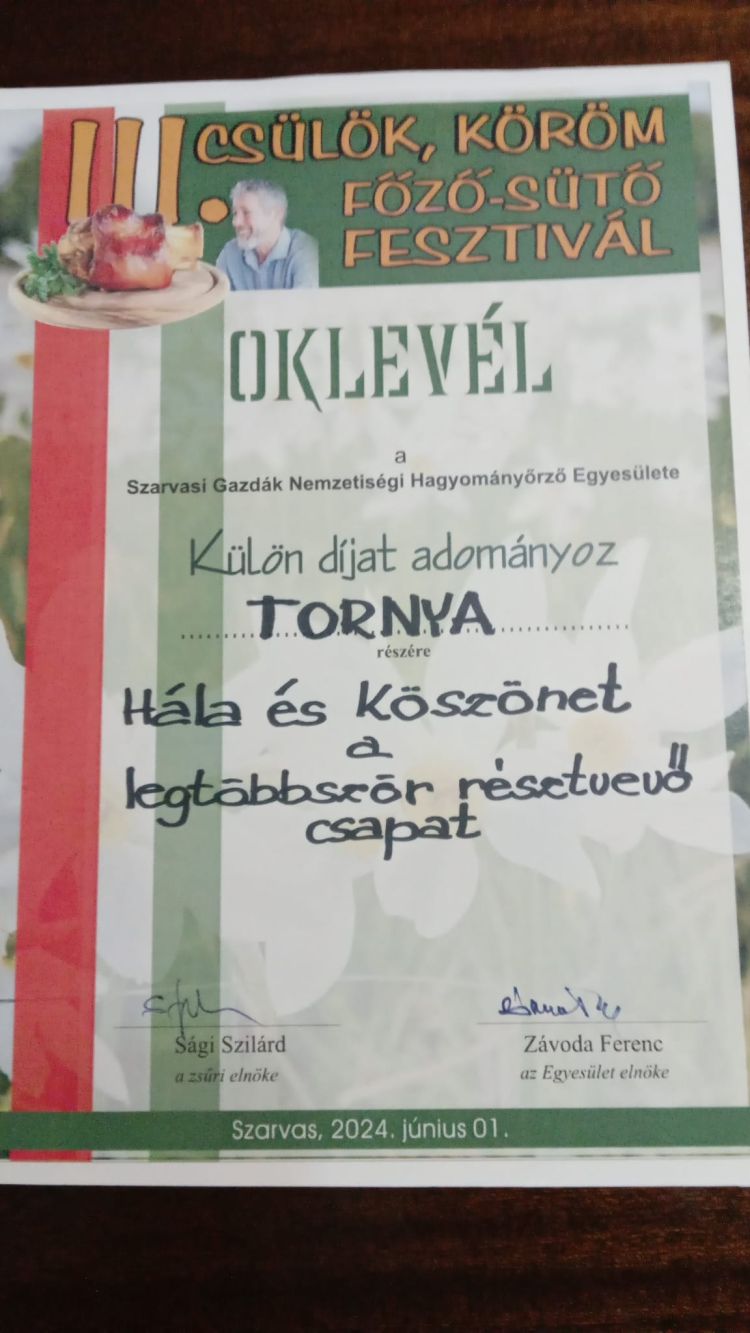 III. CSÜLÖK, KÖRÖM
FŐZŐ-SÜTŐ
FESZTIVÁL
OKLEVÉL
a
Szarvasi Gazdák Nemzetiségi Hagyományőrző Egyesülete
Külön díjat adományoz
TORNYA
részére
Hála és Köszönet
a
legtöbbször résztvevő
csapat
Sági Szilárd
Závoda Ferenc
a zsűri elnöke
az Egyesület elnöke
Szarvas, 2024. június 01.